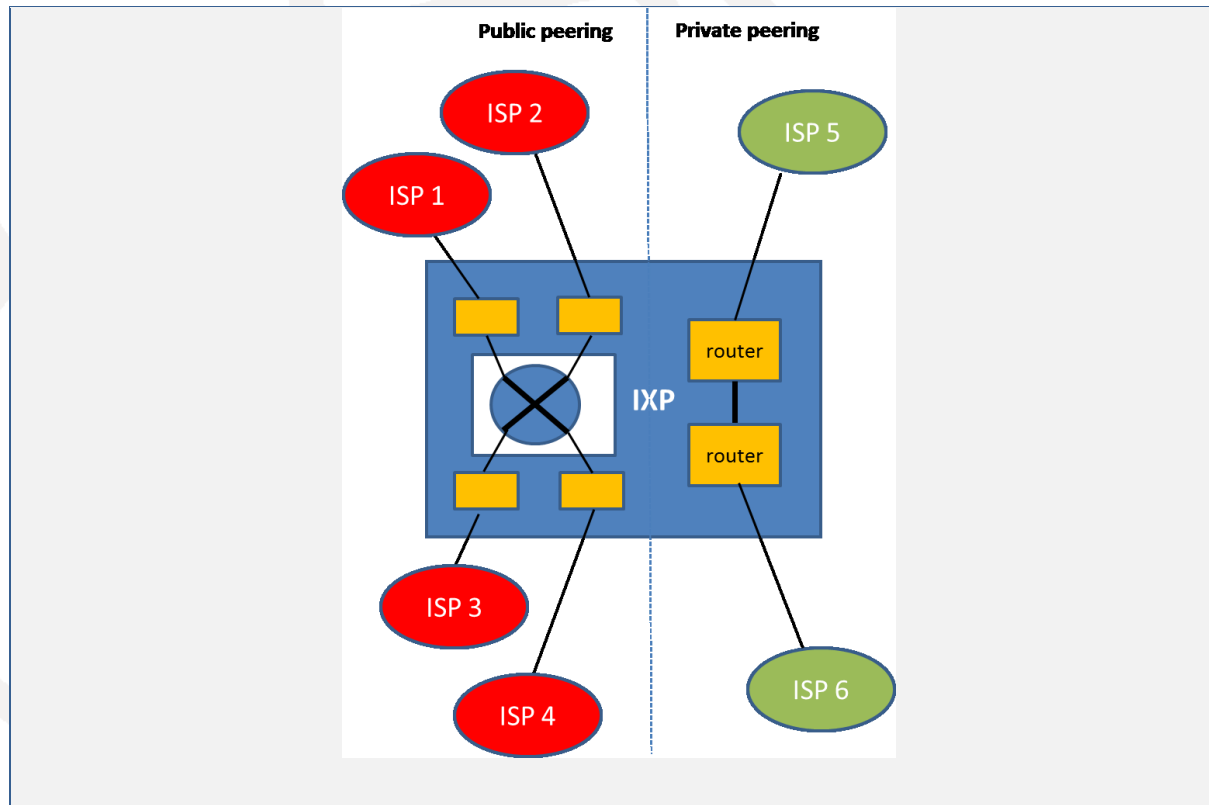 Public peering
Private peering
ISP 2
ISP 5
ISP 1
router
IXP
router
ISP 3
ISP 6
ISP 4